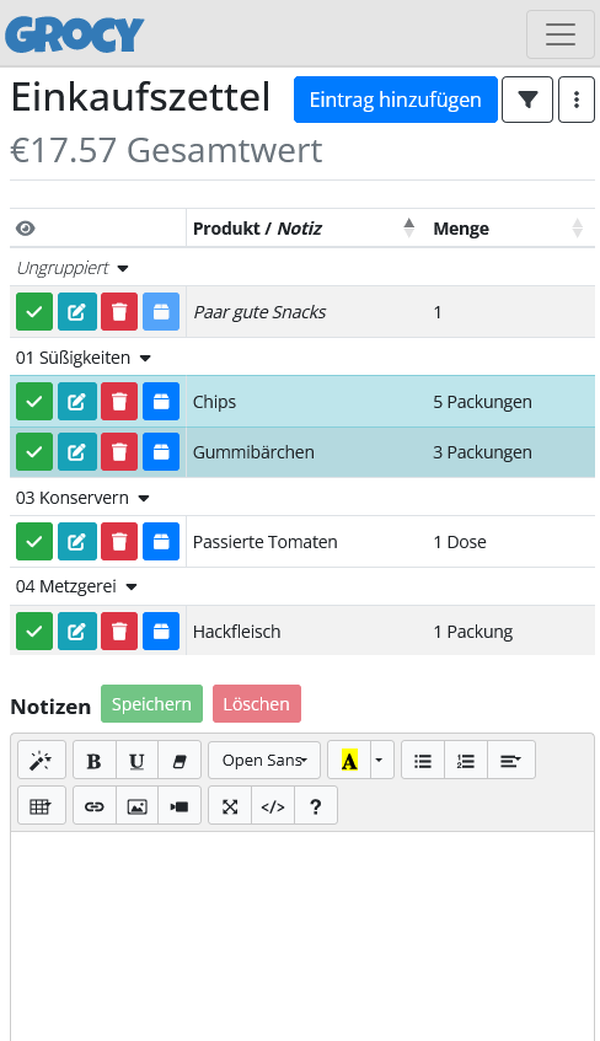 GROCY
Einkaufszettel Eintrag hinzufügen
€17.57 Gesamtwert
Produkt / Notiz Menge
Ungruppiert
Paar gute Snacks 1
01 Süßigkeiten
Chips 5 Packungen
Gummibärchen 3 Packungen
03 Konservern
Passierte Tomaten 1 Dose
04 Metzgerei
Hackfleisch 1 Packung
Notizen Speichern Löschen
B U Open Sans A
</> ?